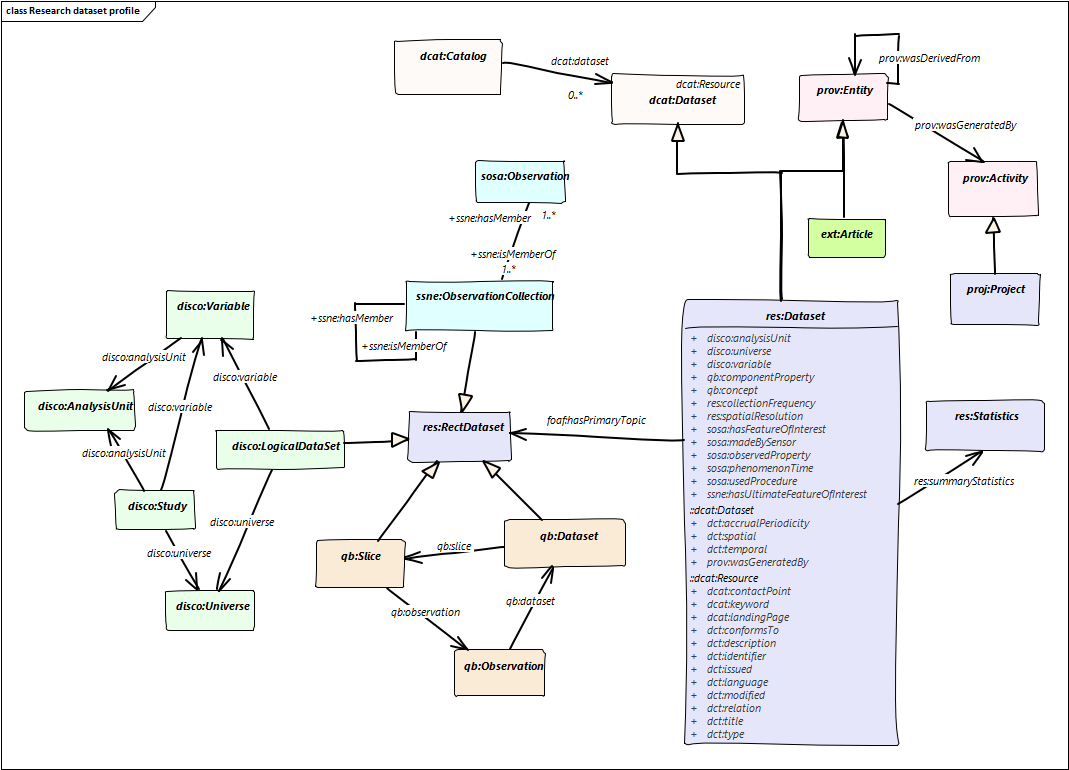 class Research dataset profile
dcat:Catalog
dcat:dataset
0..*
dcat:Resource
dcat:Dataset
prov:Entity
prov:wasDerivedFrom
prov:wasGeneratedBy
prov:Activity
sosa:Observation
+ssne:hasMember
1..*
+ssne:isMemberOf
1..*
ext:Article
proj:Project
ssne:ObservationCollection
+ssne:hasMember
+ssne:isMemberOf
disco:Variable
disco:analysisUnit
disco:variable
disco:AnalysisUnit
disco:variable
disco:analysisUnit
disco:LogicalDataSet
disco:Study
disco:universe
disco:universe
disco:Universe
res:RectDataset
foaf:hasPrimaryTopic
qb:Slice
qb:slice
qb:Dataset
qb:observation
qb:dataset
qb:Observation
res:Dataset
+ disco:analysisUnit
+ disco:universe
+ disco:variable
+ qb:componentProperty
+ qb:concept
+ res:collectionFrequency
+ res:spatialResolution
+ sosa:hasFeatureOfInterest
+ sosa:madeBySensor
+ sosa:observedProperty
+ sosa:phenomenonTime
+ sosa:usedProcedure
+ ssne:hasUltimateFeatureOfInterest
::dcat:Dataset
+ dct:accrualPeriodicity
+ dct:spatial
+ dct:temporal
+ prov:wasGeneratedBy
::dcat:Resource
+ dcat:contactPoint
+ dcat:keyword
+ dcat:landingPage
+ dct:conformsTo
+ dct:description
+ dct:identifier
+ dct:issued
+ dct:language
+ dct:modified
+ dct:relation
+ dct:title
+ dct:type
res:Statistics
res:summaryStatistics